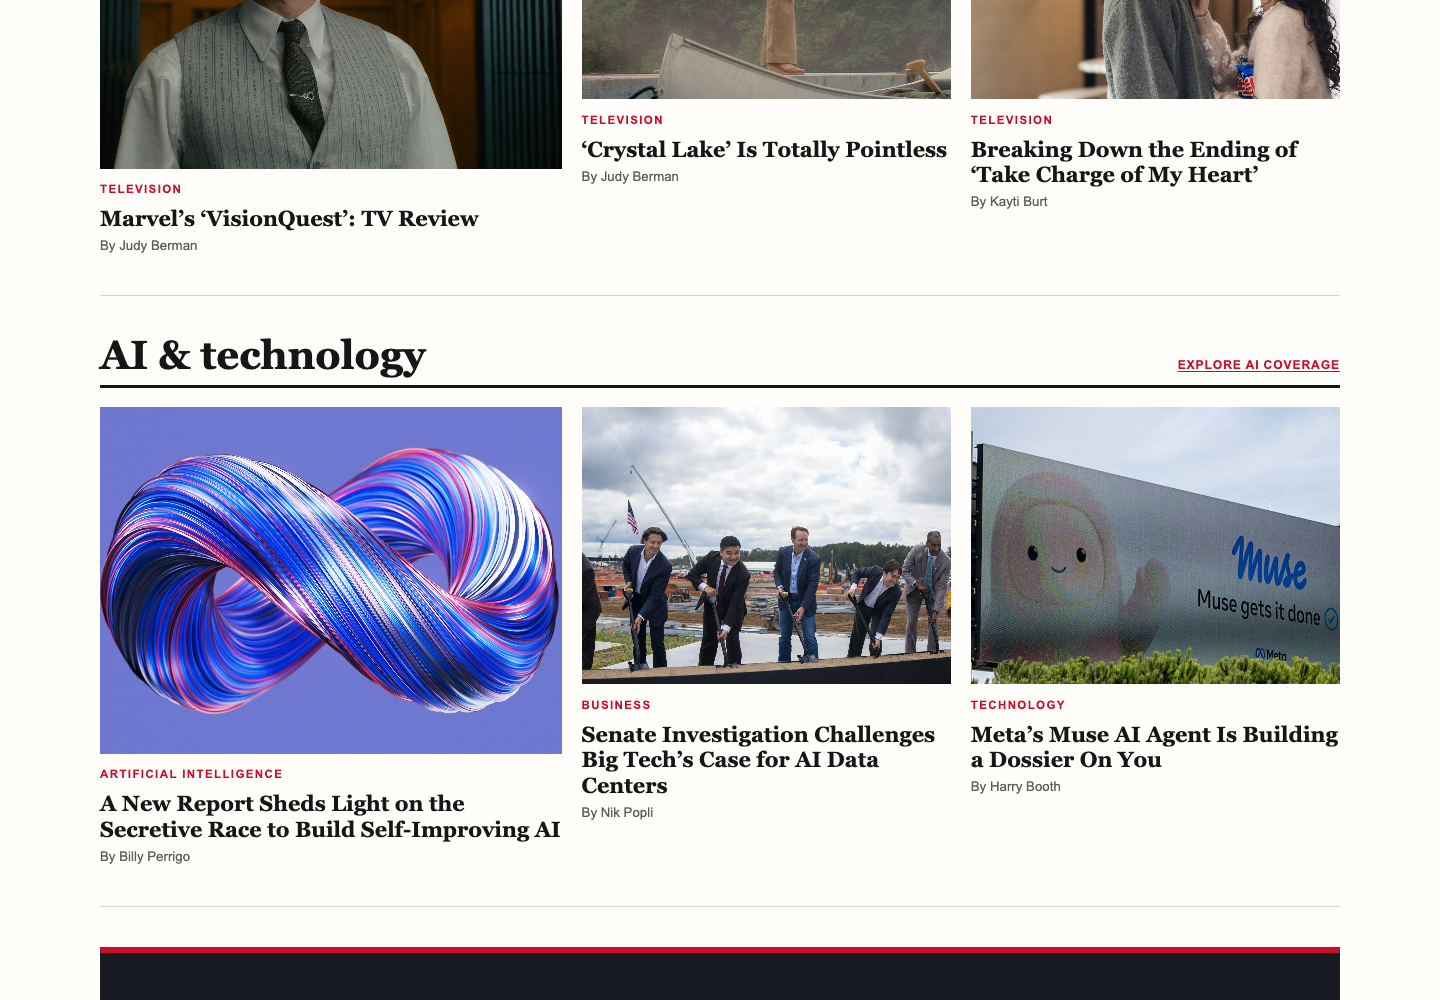 TELEVISION
Marvel’s ‘VisionQuest’: TV Review
By Judy Berman
TELEVISION
‘Crystal Lake’ Is Totally Pointless
By Judy Berman
TELEVISION
Breaking Down the Ending of
‘Take Charge of My Heart’
By Kayti Burt
AI & technology
EXPLORE AI COVERAGE
ARTIFICIAL INTELLIGENCE
A New Report Sheds Light on the
Secretive Race to Build Self-Improving AI
By Billy Perrigo
BUSINESS
Senate Investigation Challenges
Big Tech’s Case for AI Data
Centers
By Nik Popli
Muse
Muse gets it done
Meta
TECHNOLOGY
Meta’s Muse AI Agent Is Building
a Dossier On You
By Harry Booth